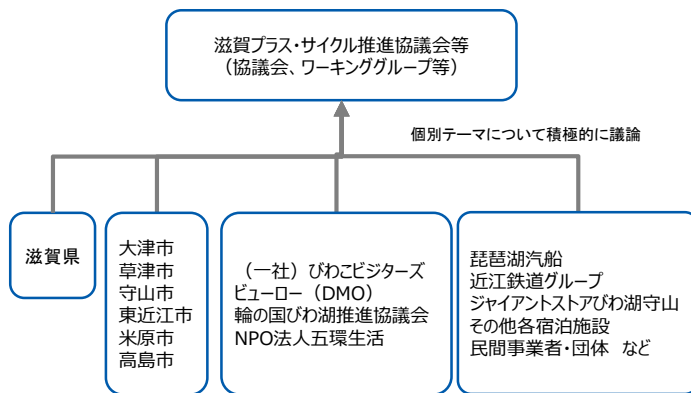 滋賀プラス・サイクル推進協議会等
（協議会、ワーキンググループ等）
個別テーマについて積極的に議論
滋賀県
大津市
草津市
守山市
東近江市
米原市
高島市
（一社）びわこビジターズ
ビューロー（DMO）
輪の国びわ湖推進協議会
NPO法人五環生活
琵琶湖汽船
近江鉄道グループ
ジャイアントストアびわ湖守山
その他各宿泊施設
民間事業者・団体　など